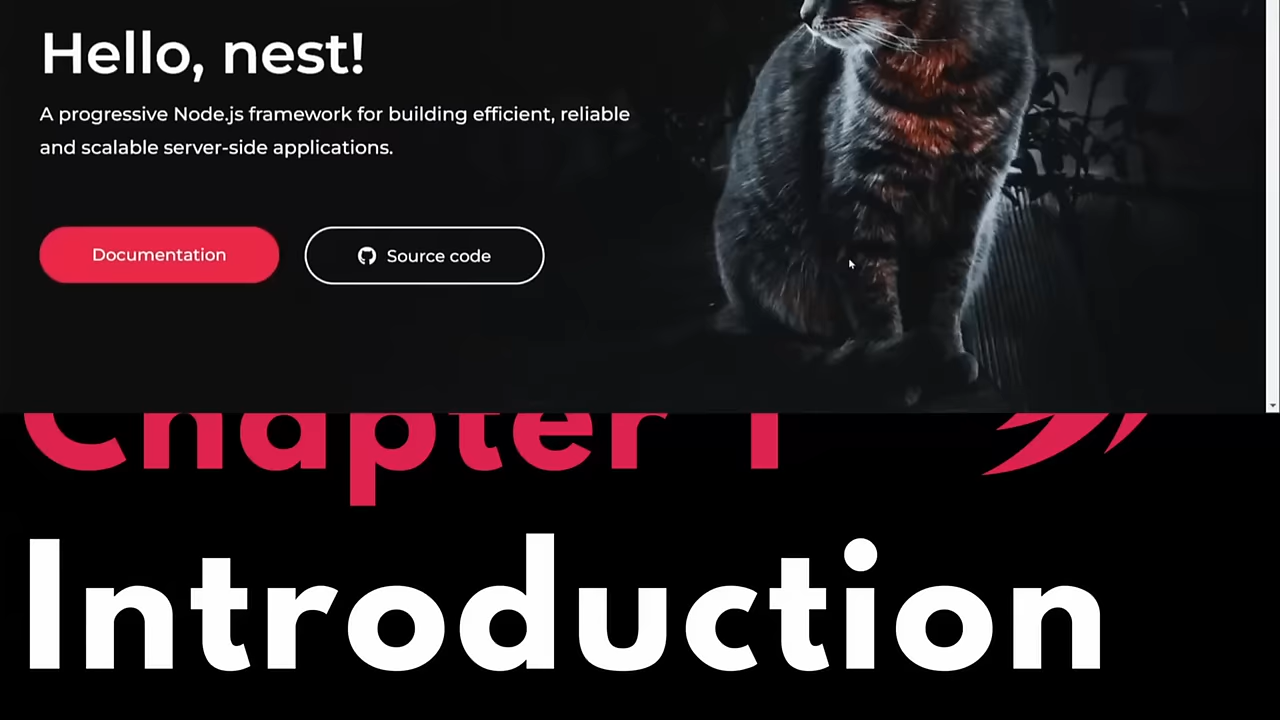 Hello, nest!
A progressive Node.js framework for building efficient, reliable
and scalable server-side applications.
Documentation
Source code
Chapter 1
Introduction